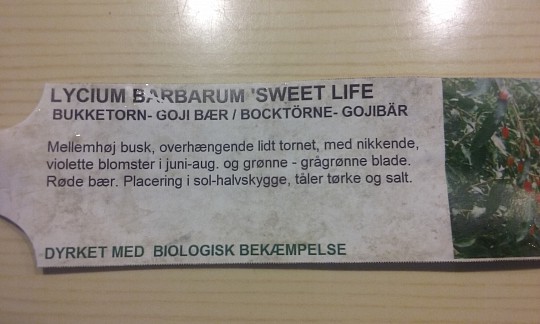 LYCIUM BARBARUM 'SWEET LIFE
BUKKETORN- GOJI BÆR / BOCKTÖRNE- GOJIBÄR
Mellemhøj busk, overhængende lidt tornet, med nikkende,
violette blomster i juni-aug. og grønne - grågrønne blade.
Røde bær. Placering i sol-halvskygge, tåler tørke og salt.
DYRKET MED BIOLOGISK BEKÆMPELSE